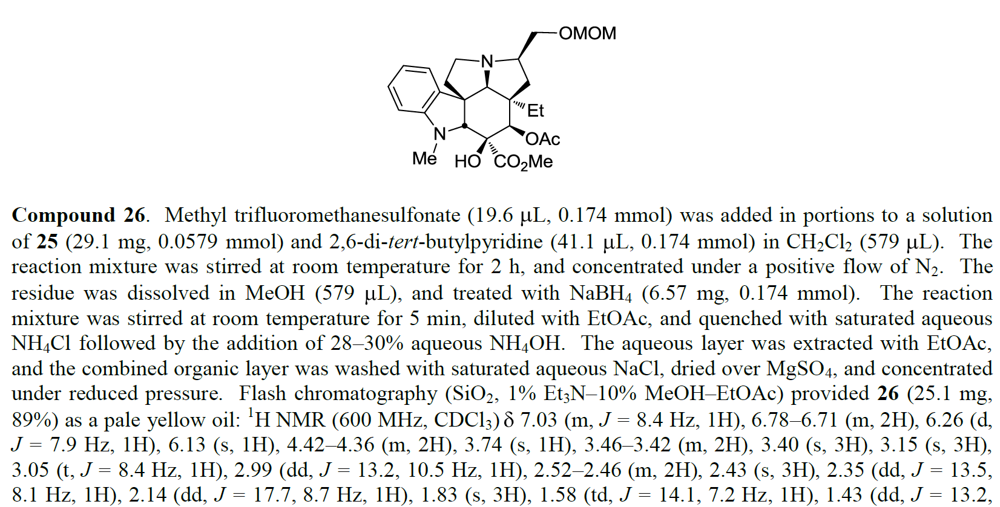 OMOM
N
Et
N
OAc
Me HO CO₂Me
Compound 26. Methyl trifluoromethanesulfonate (19.6 μL, 0.174 mmol) was added in portions to a solution
of 25 (29.1 mg, 0.0579 mmol) and 2,6-di-tert-butylpyridine (41.1 μL, 0.174 mmol) in CH₂Cl₂ (579 μL). The
reaction mixture was stirred at room temperature for 2 h, and concentrated under a positive flow of N₂. The
residue was dissolved in MeOH (579 μL), and treated with NaBH₄ (6.57 mg, 0.174 mmol). The reaction
mixture was stirred at room temperature for 5 min, diluted with EtOAc, and quenched with saturated aqueous
NH₄Cl followed by the addition of 28–30% aqueous NH₄OH. The aqueous layer was extracted with EtOAc,
and the combined organic layer was washed with saturated aqueous NaCl, dried over MgSO₄, and concentrated
under reduced pressure. Flash chromatography (SiO₂, 1% Et₃N–10% MeOH–EtOAc) provided 26 (25.1 mg,
89%) as a pale yellow oil: ¹H NMR (600 MHz, CDCl₃) δ 7.03 (m, J = 8.4 Hz, 1H), 6.78–6.71 (m, 2H), 6.26 (d,
J = 7.9 Hz, 1H), 6.13 (s, 1H), 4.42–4.36 (m, 2H), 3.74 (s, 1H), 3.46–3.42 (m, 2H), 3.40 (s, 3H), 3.15 (s, 3H),
3.05 (t, J = 8.4 Hz, 1H), 2.99 (dd, J = 13.2, 10.5 Hz, 1H), 2.52–2.46 (m, 2H), 2.43 (s, 3H), 2.35 (dd, J = 13.5,
8.1 Hz, 1H), 2.14 (dd, J = 17.7, 8.7 Hz, 1H), 1.83 (s, 3H), 1.58 (td, J = 14.1, 7.2 Hz, 1H), 1.43 (dd, J = 13.2,